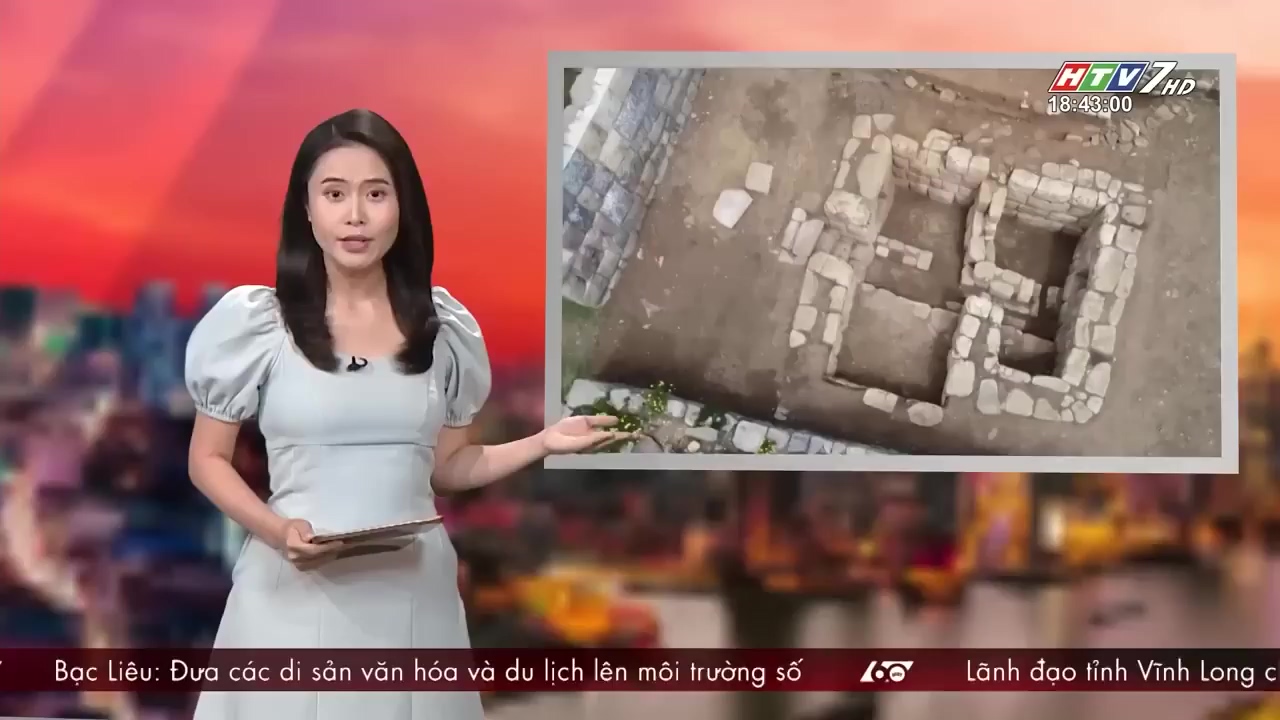 HTV7 HD
18:43:00
Bạc Liêu: Đưa các di sản văn hóa và du lịch lên môi trường số
60
Lãnh đạo tỉnh Vĩnh Long c